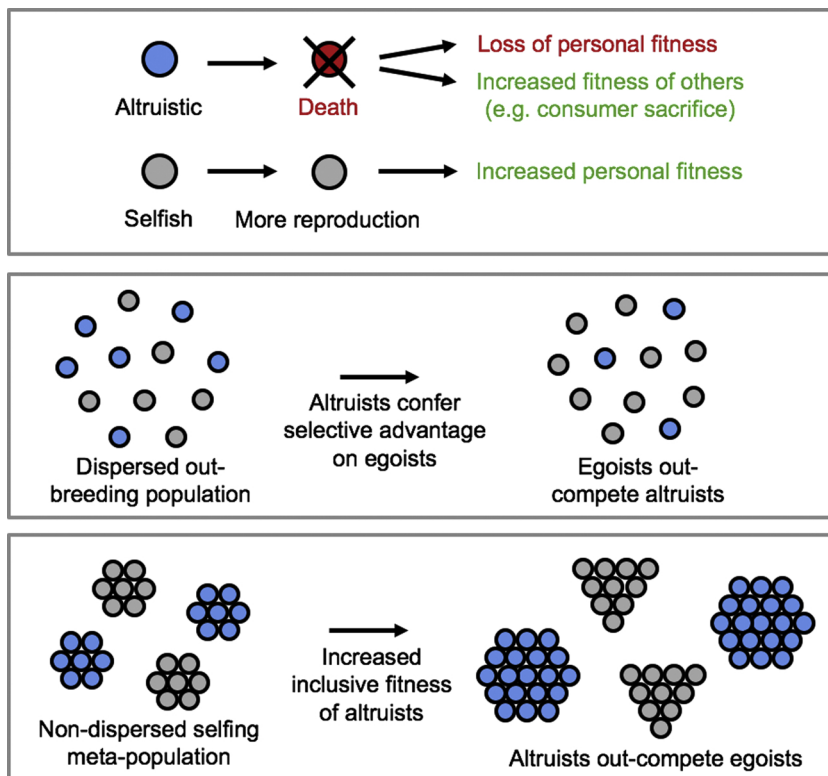 Altruistic
Death
Loss of personal fitness
Increased fitness of others
(e.g. consumer sacrifice)
Selfish
More reproduction
Increased personal fitness
Dispersed out-
breeding population
Altruists confer
selective advantage
on egoists
Egoists out-
compete altruists
Non-dispersed selfing
meta-population
Increased
inclusive fitness
of altruists
Altruists out-compete egoists